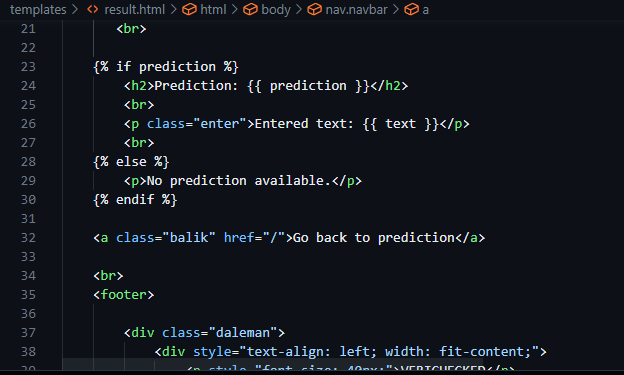 templates > result.html > html > body > nav.navbar > a
21 <br>
22
23 {% if prediction %}
24 <h2>Prediction: {{ prediction }}</h2>
25 <br>
26 <p class="enter">Entered text: {{ text }}</p>
27 <br>
28 {% else %}
29 <p>No prediction available.</p>
30 {% endif %}
31
32 <a class="balik" href="/">Go back to prediction</a>
33
34 <br>
35 <footer>
36
37 <div class="daleman">
38 <div style="text-align: left; width: fit-content;">
39 <p style="font-size: 40px;">VERICHECKED</p>